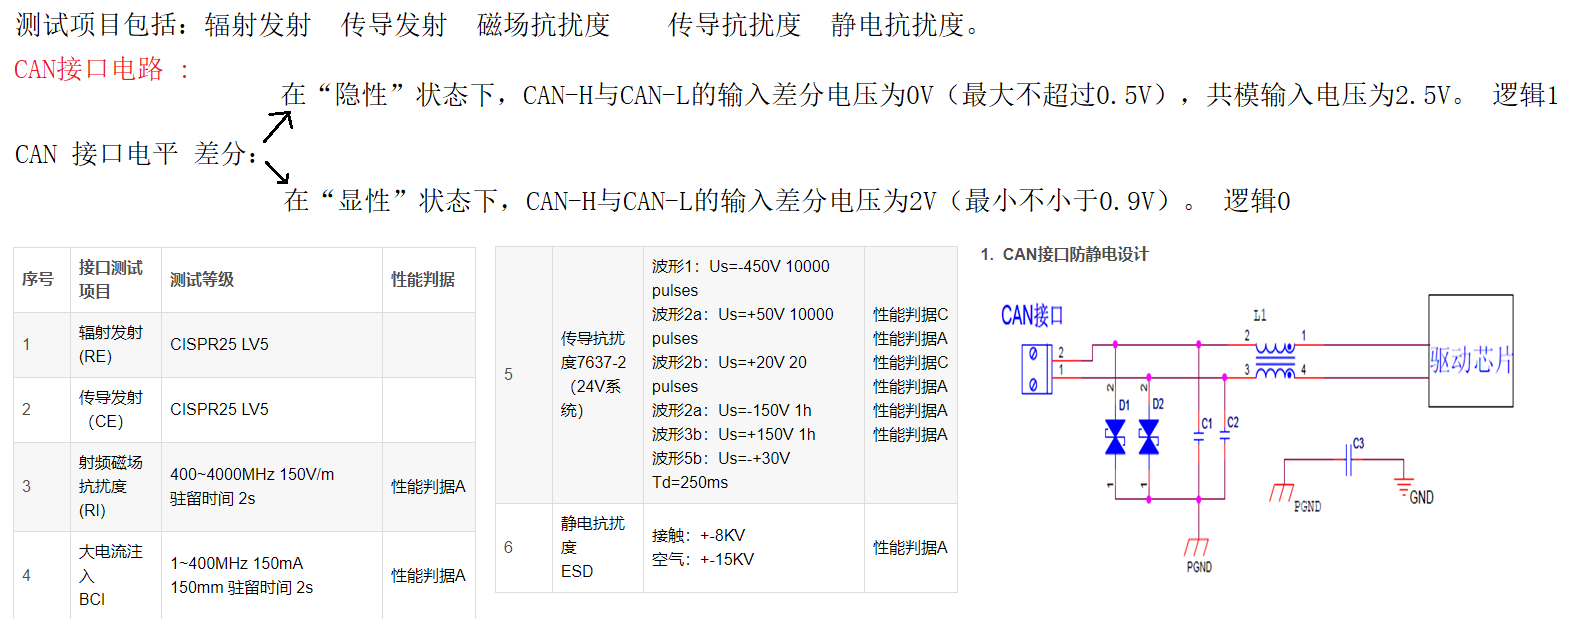 测试项目包括：辐射发射 传导发射 磁场抗扰度 传导抗扰度 静电抗扰度。
CAN接口电路 :
在“隐性”状态下，CAN-H与CAN-L的输入差分电压为0V（最大不超过0.5V），共模输入电压为2.5V。 逻辑1
CAN 接口电平 差分：
在“显性”状态下，CAN-H与CAN-L的输入差分电压为2V（最小不小于0.9V）。 逻辑0
序号
接口测试
项目
测试等级
性能判据
1
辐射发射
(RE)
CISPR25 LV5
2
传导发射
（CE）
CISPR25 LV5
3
射频磁场
抗扰度
(RI)
400~4000MHz 150V/m
驻留时间 2s
性能判据A
4
大电流注
入
BCI
1~400MHz 150mA
150mm 驻留时间 2s
性能判据A
5
传导抗扰
度7637-2
（24V系
统）
波形1：Us=-450V 10000
pulses
波形2a：Us=+50V 10000
pulses
波形2b：Us=+20V 20
pulses
波形2a：Us=-150V 1h
波形3b：Us=+150V 1h
波形5b：Us=-+30V
Td=250ms
性能判据C
性能判据A
性能判据C
性能判据A
性能判据A
性能判据A
6
静电抗扰
度
ESD
接触：+-8KV
空气：+-15KV
性能判据A
1. CAN接口防静电设计
CAN接口
2
1
L1
2
1
3
4
驱动芯片
2
D1
2
D2
C1
C2
1
1
PGND
C3
PGND
GND